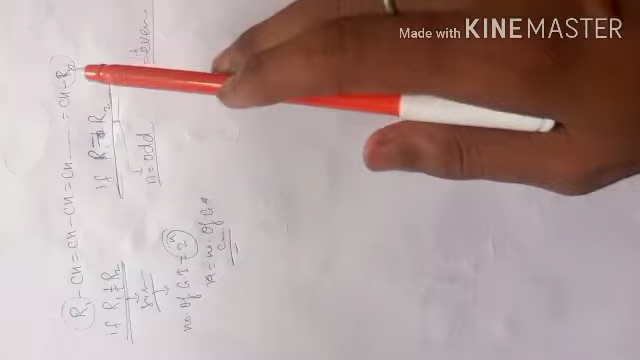 Made with KINEMASTER
R₁-CH=CH-CH=CH----=CH-R₂
if R₁≠R₂
no. of G.I = 2ⁿ
n = no. of
if R₁=R₂
n=odd
=even